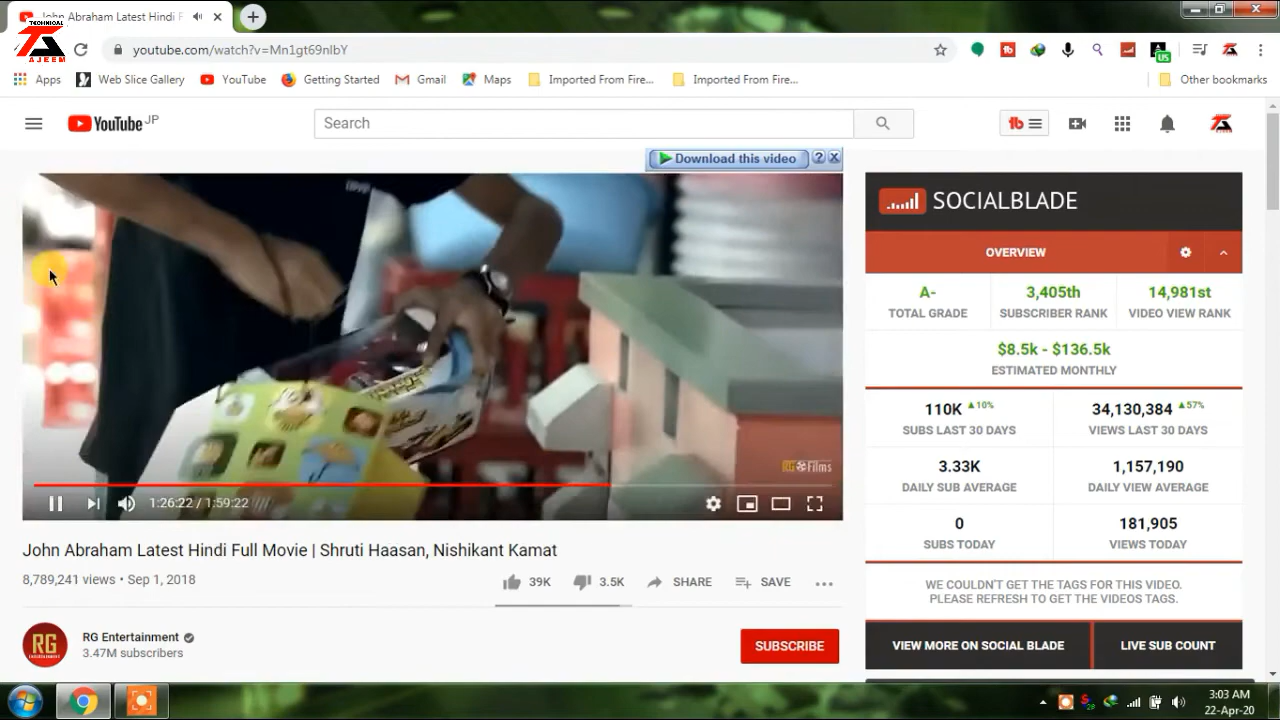 John Abraham Latest Hindi F
TECHNICAL
AJEEM
youtube.com/watch?v=Mn1gt69nIbY
US
Apps
Web Slice Gallery
YouTube
Getting Started
Gmail
Maps
Imported From Fire...
Imported From Fire...
Other bookmarks
YouTube JP
Search
tb
Download this video ? X
SOCIALBLADE
OVERVIEW
A- 3,405th 14,981st
TOTAL GRADE SUBSCRIBER RANK VIDEO VIEW RANK
$8.5k - $136.5k
ESTIMATED MONTHLY
110K ▲10% 34,130,384 ▲57%
SUBS LAST 30 DAYS VIEWS LAST 30 DAYS
3.33K 1,157,190
DAILY SUB AVERAGE DAILY VIEW AVERAGE
0 181,905
SUBS TODAY VIEWS TODAY
WE COULDN'T GET THE TAGS FOR THIS VIDEO.
PLEASE REFRESH TO GET THE VIDEOS TAGS.
VIEW MORE ON SOCIAL BLADE LIVE SUB COUNT
RG Films
1:26:22 / 1:59:22
John Abraham Latest Hindi Full Movie | Shruti Haasan, Nishikant Kamat
8,789,241 views • Sep 1, 2018
39K 3.5K SHARE SAVE
RG
RG Entertainment
3.47M subscribers
SUBSCRIBE
3:03 AM
22-Apr-20